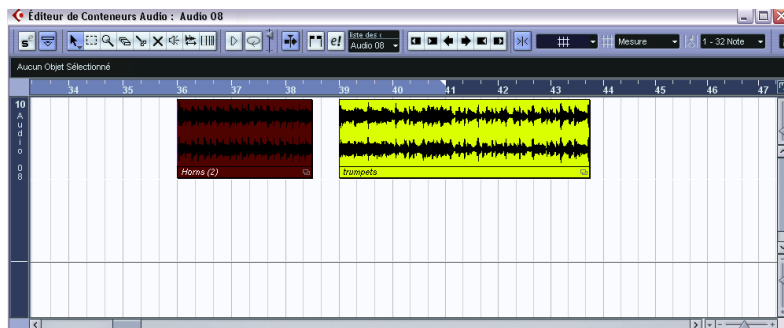 Éditeur de Conteneurs Audio : Audio 08
liste des c
Audio 08
Mesure
1 - 32 Note
Aucun Objet Sélectionné
34 35 36 37 38 39 40 41 42 43 44 45 46 47
10
Audio 08
Horns (2)
trumpets